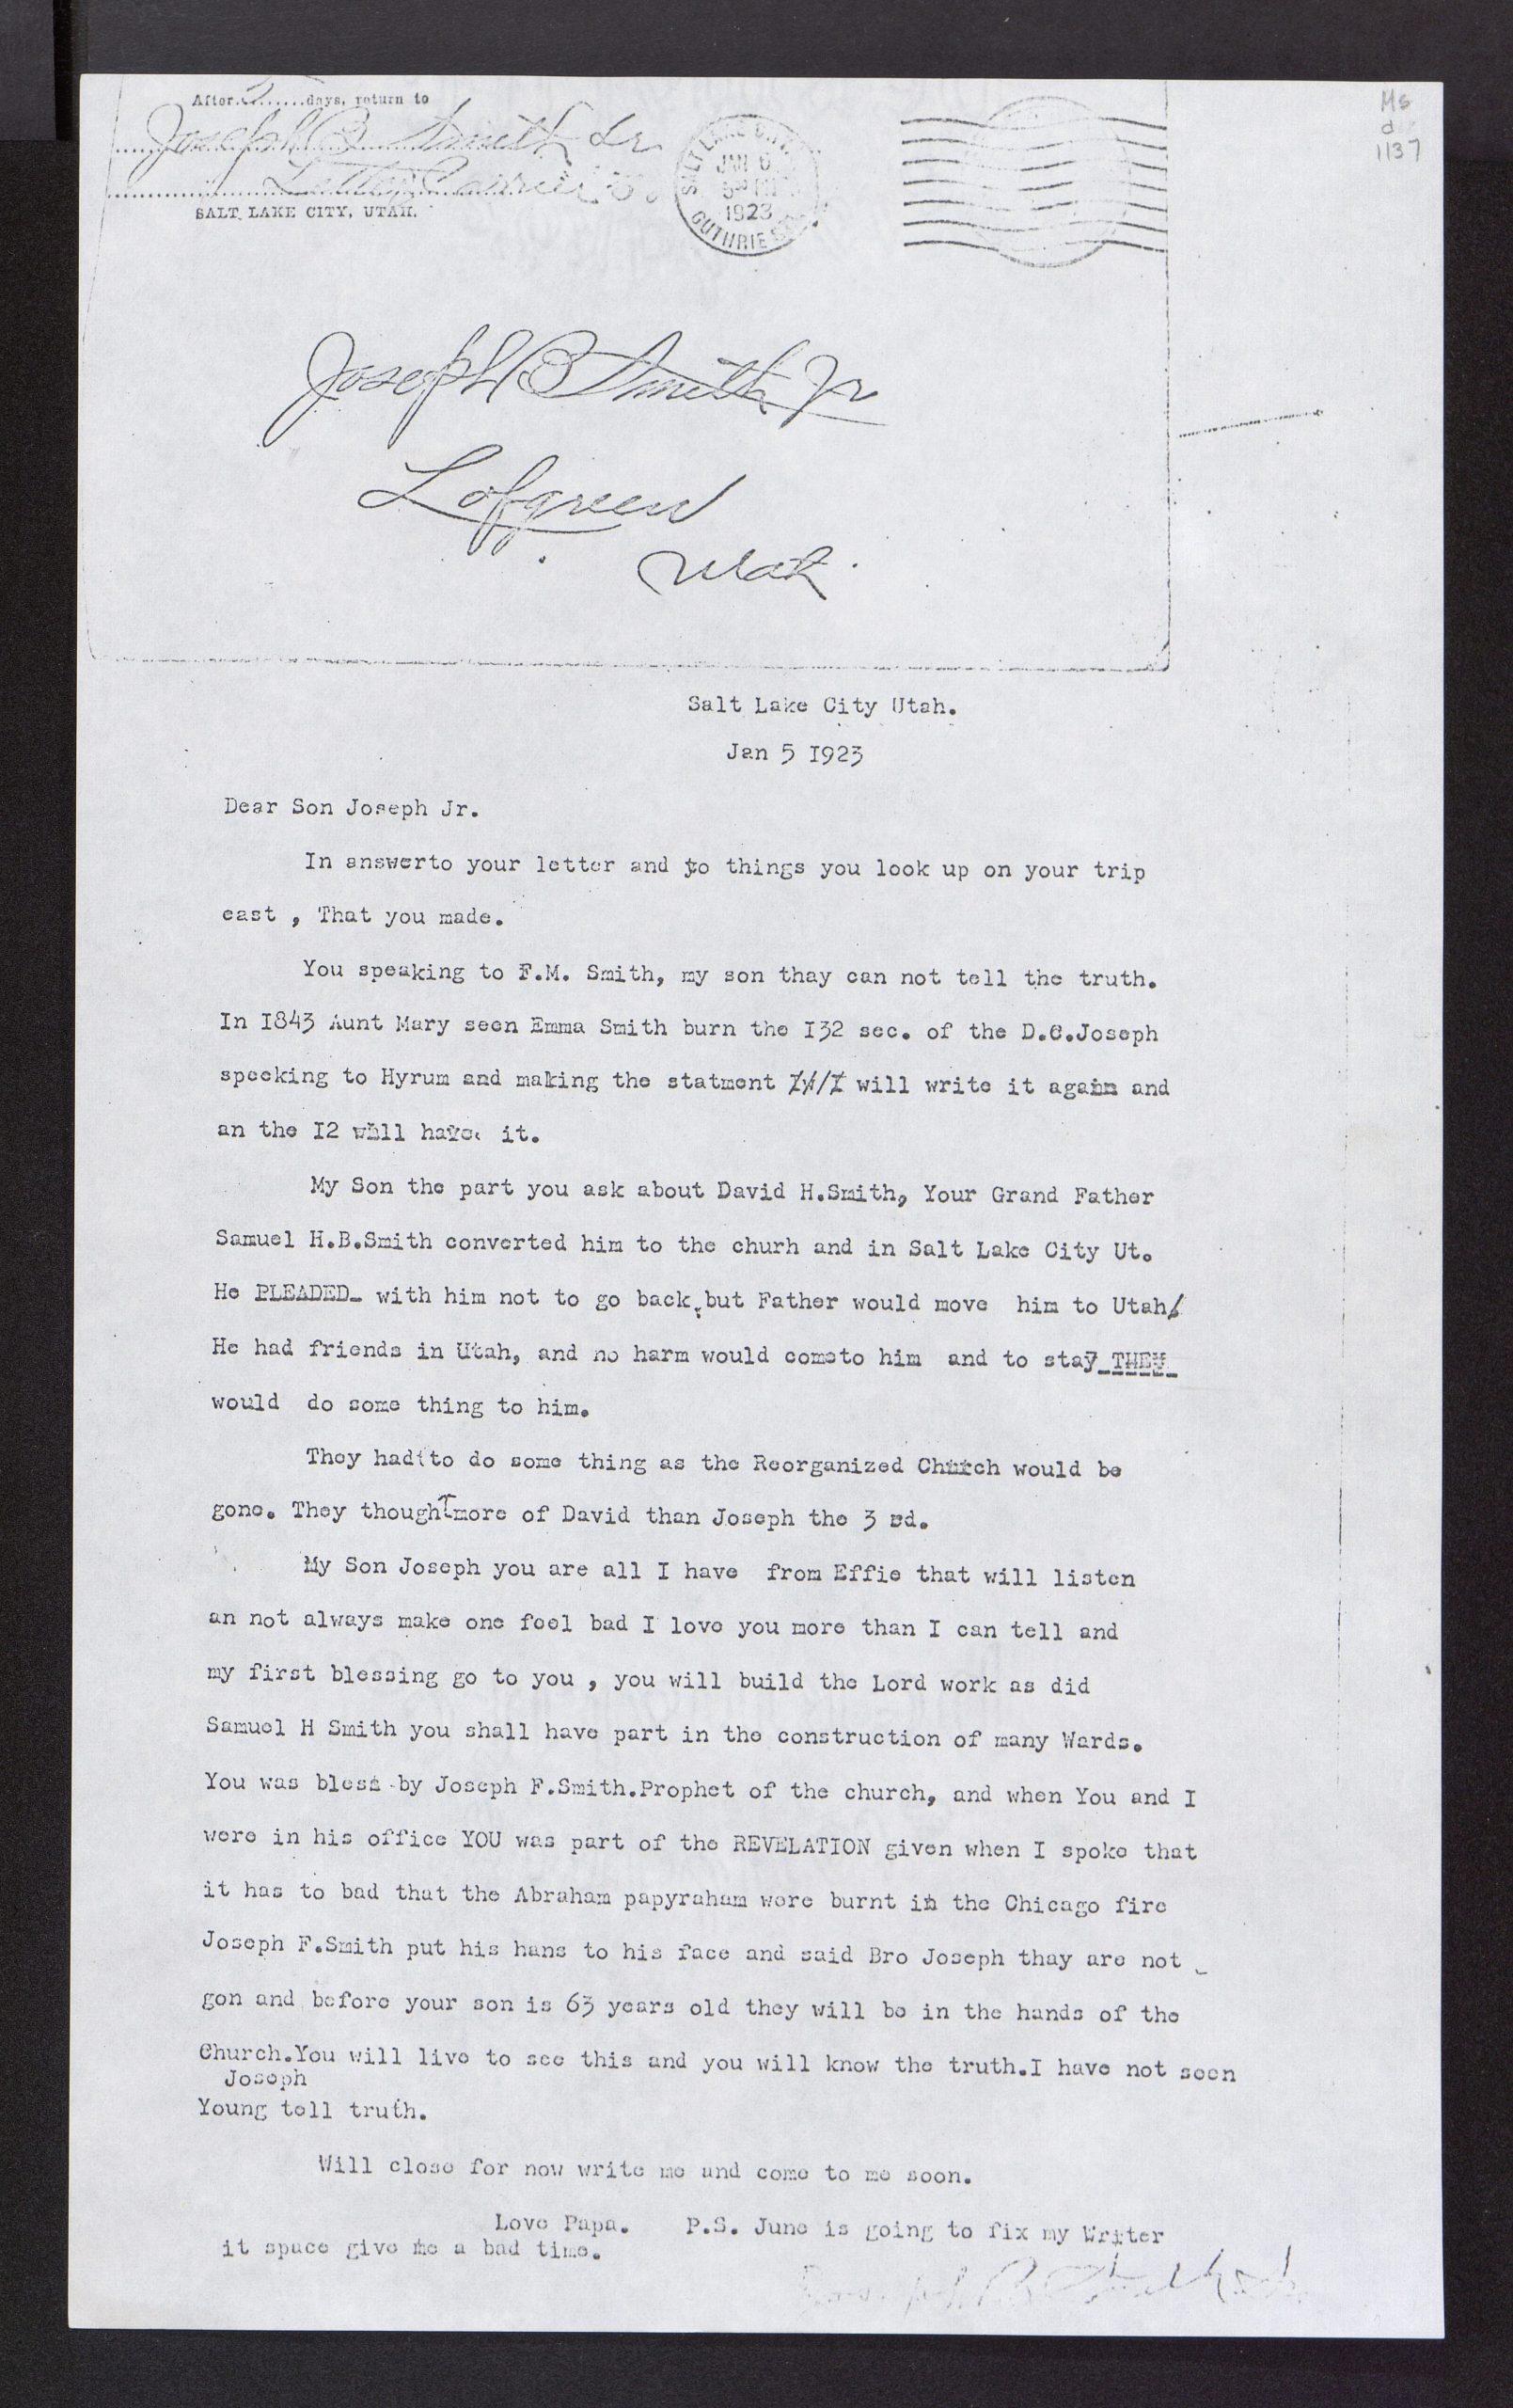 After 5 days, return to
Joseph B Smith Sr
Letter Carrier
SALT LAKE CITY, UTAH.
SALT LAKE CITY,
JAN 6
1923
GUTHRIE
Ms
d
1137
Joseph B Smith Jr
Lofgreen
Utah.
Salt Lake City Utah.
Jan 5 I923
Dear Son Joseph Jr.
In answerto your letter and to things you look up on your trip
east , That you made.
You speaking to F.M. Smith, my son thay can not tell the truth.
In I843 Aunt Mary seen Emma Smith burn the I32 sec. of the D.C.Joseph
speeking to Hyrum and making the statment will write it again and
an the I2 will have it.
My Son the part you ask about David H.Smith, Your Grand Father
Samuel H.B.Smith converted him to the churh and in Salt Lake City Ut.
He PLEADED with him not to go back, but Father would move him to Utah.
He had friends in Utah, and no harm would cometo him and to stay THEY
would do some thing to him.
They had to do some thing as the Reorganized Church would be
gone. They thought more of David than Joseph the 3 rd.
My Son Joseph you are all I have from Effie that will listen
an not always make one feel bad I love you more than I can tell and
my first blessing go to you , you will build the Lord work as did
Samuel H Smith you shall have part in the construction of many Wards.
You was bless by Joseph F.Smith.Prophet of the church, and when You and I
were in his office YOU was part of the REVELATION given when I spoke that
it has to bad that the Abraham papyraham were burnt in the Chicago fire
Joseph F.Smith put his hans to his face and said Bro Joseph thay are not
gon and before your son is 63 years old they will be in the hands of the
Church.You will live to see this and you will know the truth.I have not seen
Joseph
Young tell truth.
Will close for now write me and come to me soon.
Love Papa. P.S. June is going to fix my Writer
it space give me a bad time.